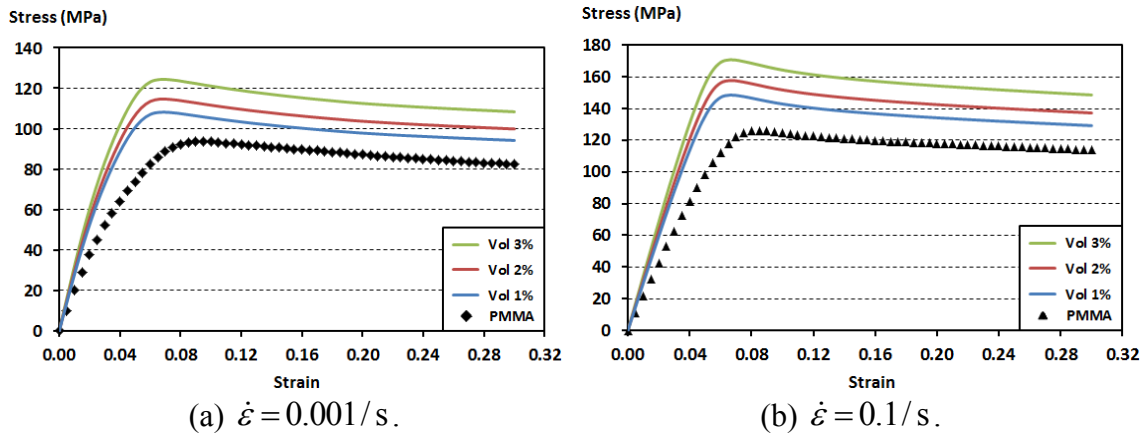 Stress (MPa)
140
120
100
80
60
40
20
0
0.00 0.04 0.08 0.12 0.16 0.20 0.24 0.28 0.32
Strain
Vol 3%
Vol 2%
Vol 1%
PMMA
(a) ε̇ = 0.001/s.
Stress (MPa)
180
160
140
120
100
80
60
40
20
0
0.00 0.04 0.08 0.12 0.16 0.20 0.24 0.28 0.32
Strain
Vol 3%
Vol 2%
Vol 1%
PMMA
(b) ε̇ = 0.1/s.